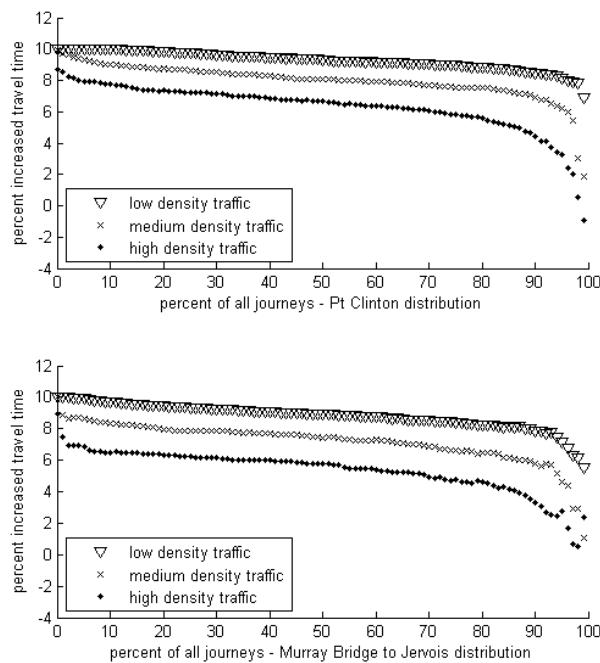 12
10
8
6
4
2
0
-2
-4
percent increased travel time
low density traffic
medium density traffic
high density traffic
0 10 20 30 40 50 60 70 80 90 100
percent of all journeys - Pt Clinton distribution
12
10
8
6
4
2
0
-2
-4
percent increased travel time
low density traffic
medium density traffic
high density traffic
0 10 20 30 40 50 60 70 80 90 100
percent of all journeys - Murray Bridge to Jervois distribution